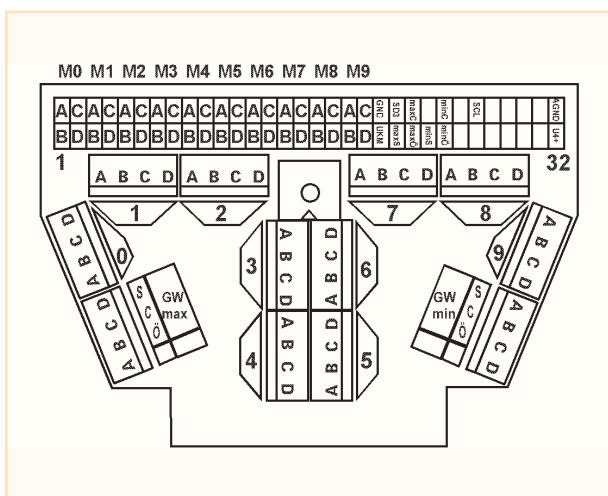 M0 M1 M2 M3 M4 M5 M6 M7 M8 M9
A C A C A C A C A C A C A C A C A C A C GND SD3 maxC minC SCL AGND
B D B D B D B D B D B D B D B D B D B D UKM maxS maxÖ minS minÖ U4+
1 32
A B C D A B C D A B C D A B C D
1 2 7 8
A B C D 0
9 A B C D
3 A B C D A B C D 6
A B C D S C Ö GW max
GW min S C Ö A B C D
4 A B C D A B C D 5